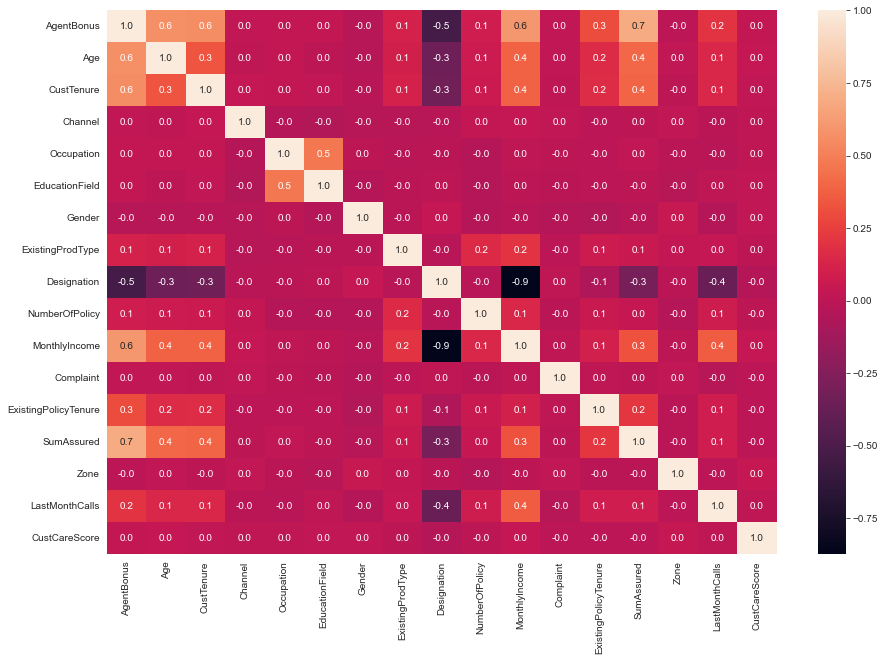 AgentBonus 1.0 0.6 0.6 0.0 0.0 0.0 -0.0 0.1 -0.5 0.1 0.6 0.0 0.3 0.7 -0.0 0.2 0.0
Age 0.6 1.0 0.3 0.0 0.0 0.0 -0.0 0.1 -0.3 0.1 0.4 0.0 0.2 0.4 -0.0 0.1 0.0
CustTenure 0.6 0.3 1.0 0.0 0.0 0.0 -0.0 0.1 -0.3 0.1 0.4 0.0 0.2 0.4 -0.0 0.1 0.0
Channel 0.0 0.0 0.0 1.0 -0.0 -0.0 -0.0 -0.0 -0.0 0.0 0.0 0.0 -0.0 0.0 0.0 -0.0 0.0
Occupation 0.0 0.0 0.0 -0.0 1.0 0.5 0.0 -0.0 -0.0 -0.0 0.0 -0.0 -0.0 0.0 -0.0 -0.0 0.0
EducationField 0.0 0.0 0.0 -0.0 0.5 1.0 -0.0 -0.0 0.0 -0.0 0.0 -0.0 -0.0 0.0 -0.0 0.0 0.0
Gender -0.0 -0.0 -0.0 -0.0 0.0 -0.0 1.0 -0.0 0.0 -0.0 -0.0 -0.0 -0.0 -0.0 0.0 -0.0 0.0
ExistingProdType 0.1 0.1 0.1 -0.0 -0.0 -0.0 -0.0 1.0 -0.0 0.2 0.2 -0.0 0.1 0.1 -0.0 0.0 0.0
Designation -0.5 -0.3 -0.3 -0.0 -0.0 0.0 0.0 -0.0 1.0 -0.0 -0.9 0.0 -0.1 -0.3 -0.0 -0.4 -0.0
NumberOfPolicy 0.1 0.1 0.1 0.0 -0.0 -0.0 -0.0 0.2 -0.0 1.0 0.1 -0.0 0.1 0.0 -0.0 0.1 -0.0
MonthlyIncome 0.6 0.4 0.4 0.0 0.0 0.0 -0.0 0.2 -0.9 0.1 1.0 -0.0 0.1 0.3 -0.0 0.4 0.0
Complaint 0.0 0.0 0.0 0.0 -0.0 -0.0 -0.0 -0.0 0.0 -0.0 -0.0 1.0 0.0 0.0 0.0 -0.0 -0.0
ExistingPolicyTenure 0.3 0.2 0.2 -0.0 -0.0 -0.0 -0.0 0.1 -0.1 0.1 0.1 0.0 1.0 0.2 -0.0 0.1 -0.0
SumAssured 0.7 0.4 0.4 0.0 0.0 0.0 -0.0 0.1 -0.3 0.0 0.3 0.0 0.2 1.0 -0.0 0.1 -0.0
Zone -0.0 -0.0 -0.0 0.0 -0.0 -0.0 0.0 -0.0 -0.0 -0.0 -0.0 0.0 -0.0 -0.0 1.0 -0.0 0.0
LastMonthCalls 0.2 0.1 0.1 -0.0 -0.0 0.0 -0.0 0.0 -0.4 0.1 0.4 -0.0 0.1 0.1 -0.0 1.0 0.0
CustCareScore 0.0 0.0 0.0 0.0 0.0 0.0 0.0 0.0 -0.0 -0.0 0.0 -0.0 -0.0 -0.0 0.0 0.0 1.0
AgentBonus
Age
CustTenure
Channel
Occupation
EducationField
Gender
ExistingProdType
Designation
NumberOfPolicy
MonthlyIncome
Complaint
ExistingPolicyTenure
SumAssured
Zone
LastMonthCalls
CustCareScore
1.00
0.75
0.50
0.25
0.00
−0.25
−0.50
−0.75